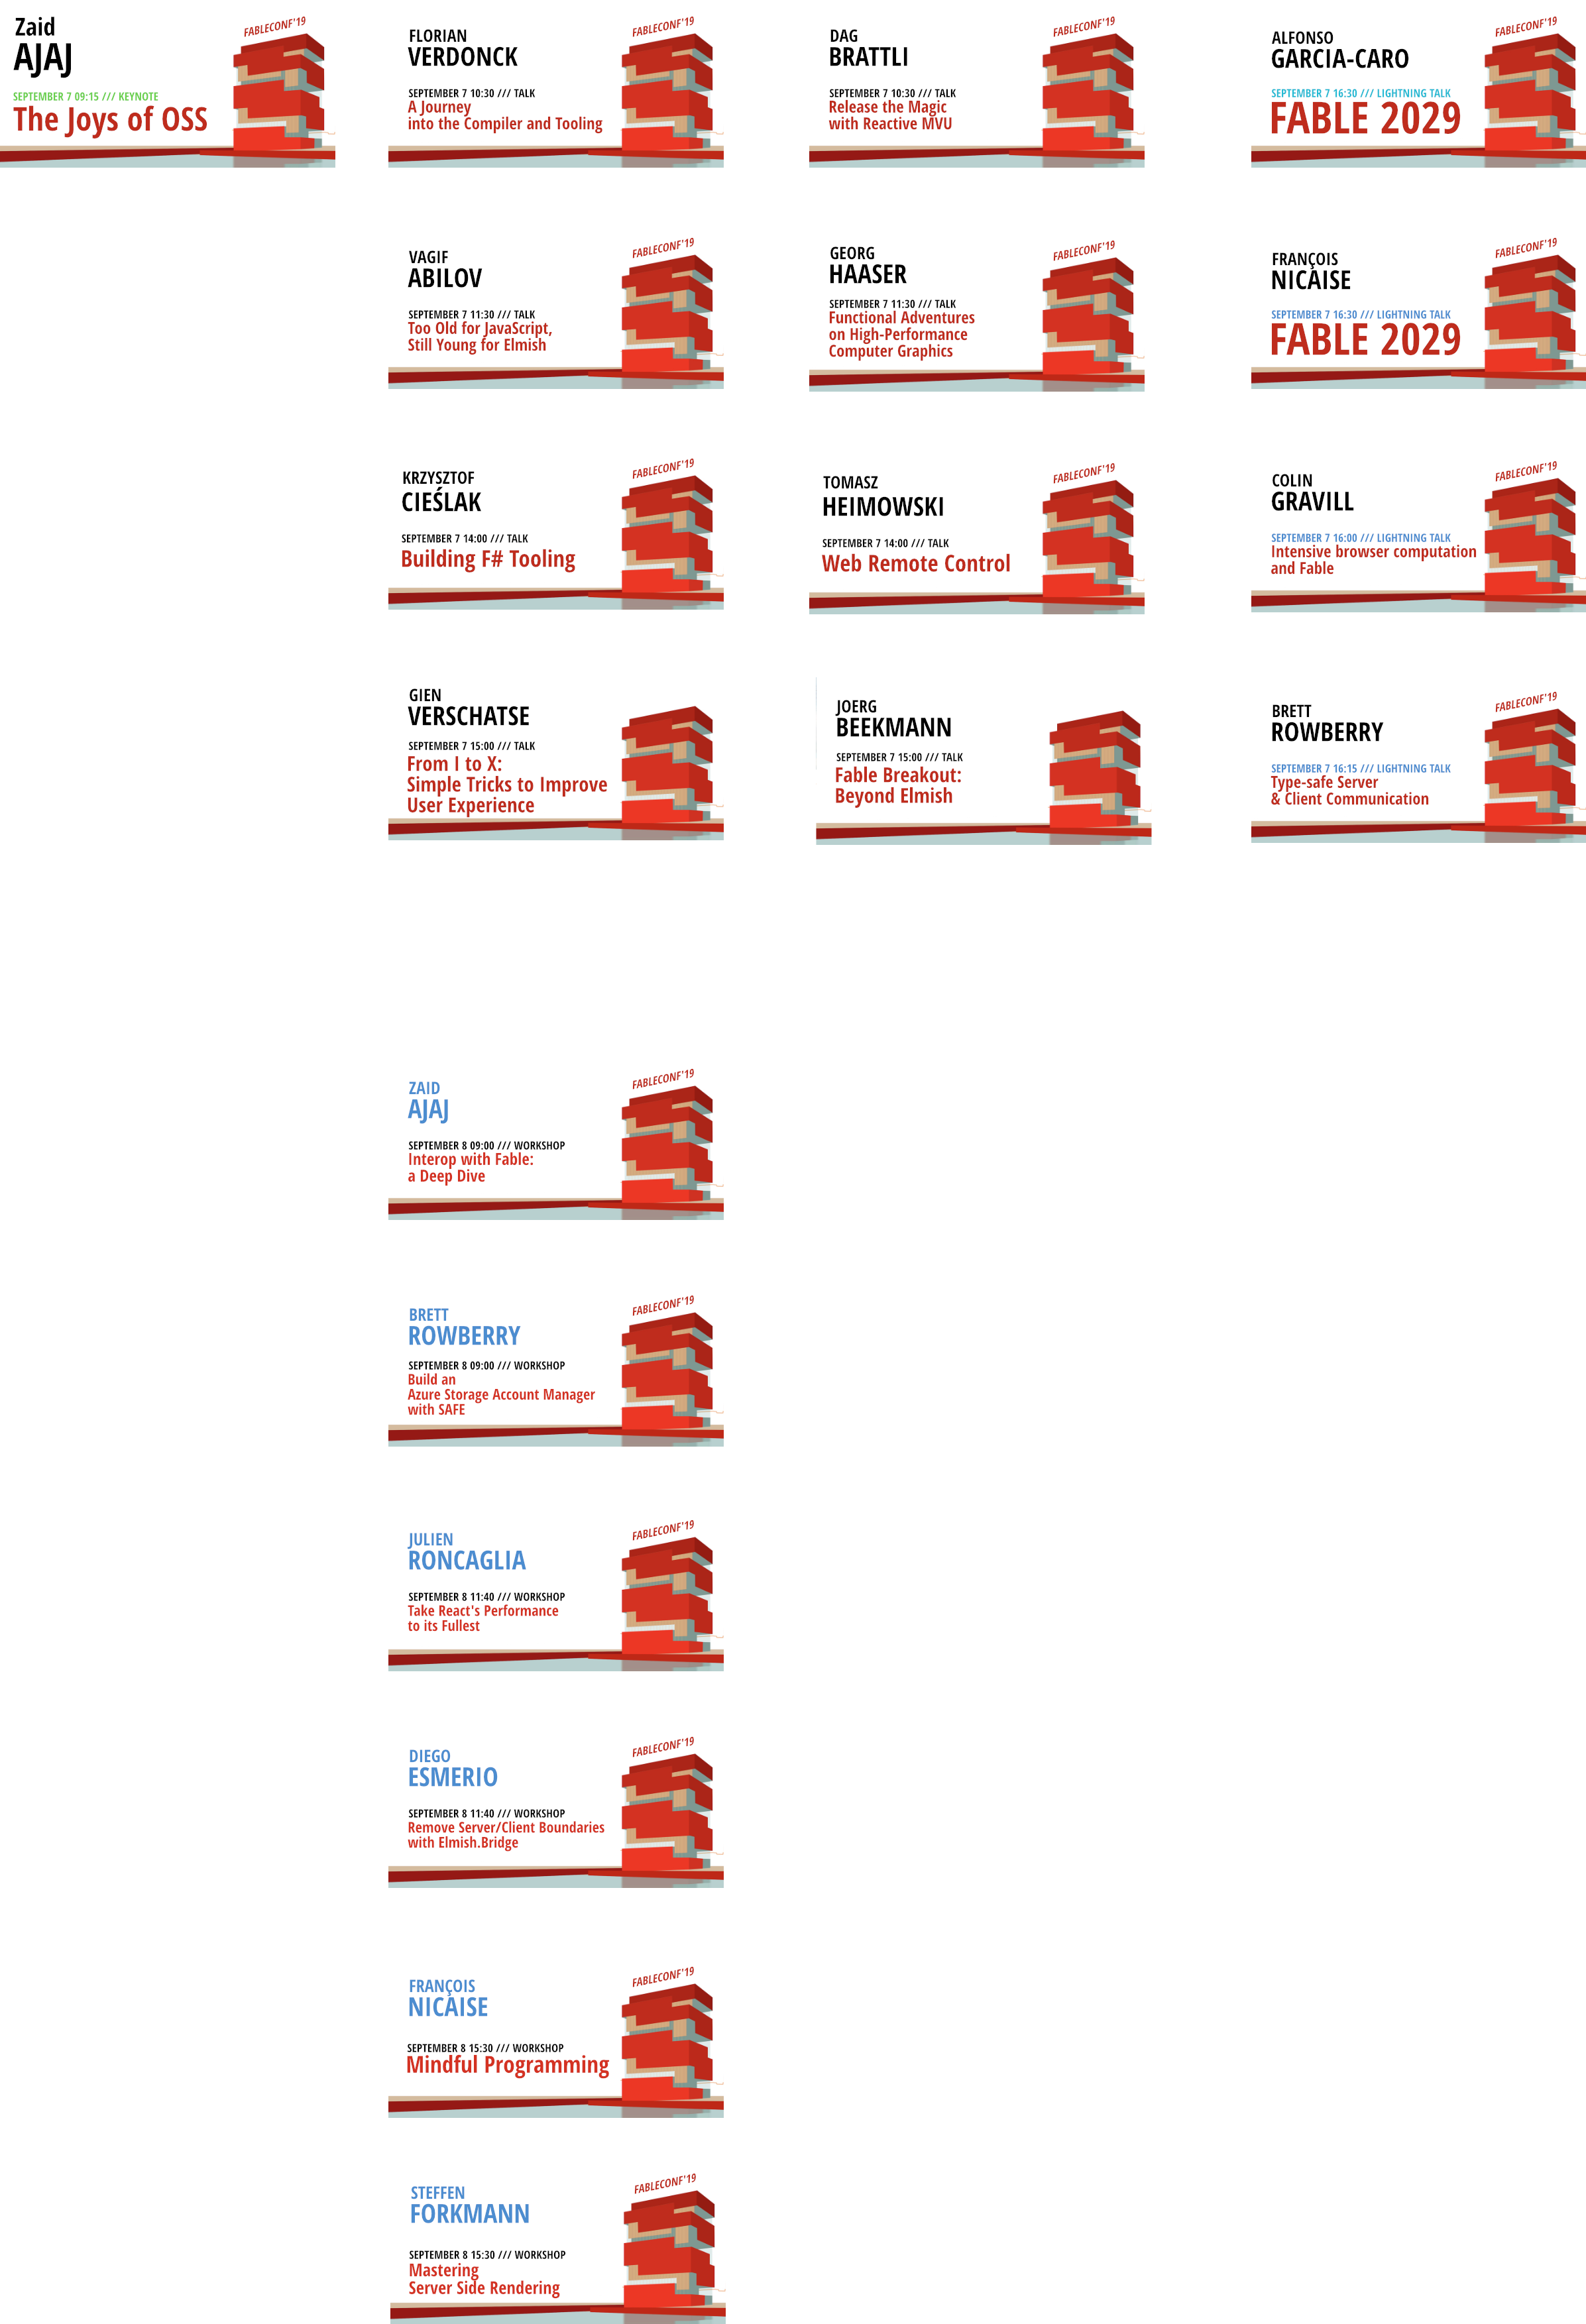 Zaid
AJAJ
SEPTEMBER 7 09:15 /// KEYNOTE
The Joys of OSS
FABLECONF'19
FLORIAN
VERDONCK
SEPTEMBER 7 10:30 /// TALK
A Journey
into the Compiler and Tooling
FABLECONF'19
DAG
BRATTLI
SEPTEMBER 7 10:30 /// TALK
Release the Magic
with Reactive MVU
FABLECONF'19
ALFONSO
GARCIA-CARO
SEPTEMBER 7 16:30 /// LIGHTNING TALK
FABLE 2029
FABLECONF'19
VAGIF
ABILOV
SEPTEMBER 7 11:30 /// TALK
Too Old for JavaScript,
Still Young for Elmish
FABLECONF'19
GEORG
HAASER
SEPTEMBER 7 11:30 /// TALK
Functional Adventures
on High-Performance
Computer Graphics
FABLECONF'19
FRANÇOIS
NICAISE
SEPTEMBER 7 16:30 /// LIGHTNING TALK
FABLE 2029
FABLECONF'19
KRZYSZTOF
CIEŚLAK
SEPTEMBER 7 14:00 /// TALK
Building F# Tooling
FABLECONF'19
TOMASZ
HEIMOWSKI
SEPTEMBER 7 14:00 /// TALK
Web Remote Control
FABLECONF'19
COLIN
GRAVILL
SEPTEMBER 7 16:00 /// LIGHTNING TALK
Intensive browser computation
and Fable
FABLECONF'19
GIEN
VERSCHATSE
SEPTEMBER 7 15:00 /// TALK
From I to X:
Simple Tricks to Improve
User Experience
JOERG
BEEKMANN
SEPTEMBER 7 15:00 /// TALK
Fable Breakout:
Beyond Elmish
BRETT
ROWBERRY
SEPTEMBER 7 16:15 /// LIGHTNING TALK
Type-safe Server
& Client Communication
FABLECONF'19
ZAID
AJAJ
SEPTEMBER 8 09:00 /// WORKSHOP
Interop with Fable:
a Deep Dive
FABLECONF'19
BRETT
ROWBERRY
SEPTEMBER 8 09:00 /// WORKSHOP
Build an
Azure Storage Account Manager
with SAFE
FABLECONF'19
JULIEN
RONCAGLIA
SEPTEMBER 8 11:40 /// WORKSHOP
Take React's Performance
to its Fullest
FABLECONF'19
DIEGO
ESMERIO
SEPTEMBER 8 11:40 /// WORKSHOP
Remove Server/Client Boundaries
with Elmish.Bridge
FABLECONF'19
FRANÇOIS
NICAISE
SEPTEMBER 8 15:30 /// WORKSHOP
Mindful Programming
FABLECONF'19
STEFFEN
FORKMANN
SEPTEMBER 8 15:30 /// WORKSHOP
Mastering
Server Side Rendering
FABLECONF'19